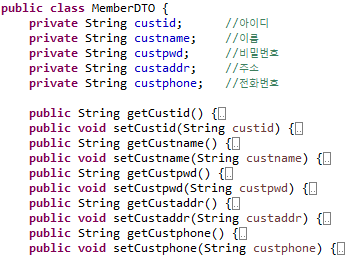 public class MemberDTO {
private String custid; //아이디
private String custname; //이름
private String custpwd; //비밀번호
private String custaddr; //주소
private String custphone; //전화번호
public String getCustid() {
public void setCustid(String custid) {
public String getCustname() {
public void setCustname(String custname) {
public String getCustpwd() {
public void setCustpwd(String custpwd) {
public String getCustaddr() {
public void setCustaddr(String custaddr) {
public String getCustphone() {
public void setCustphone(String custphone) {